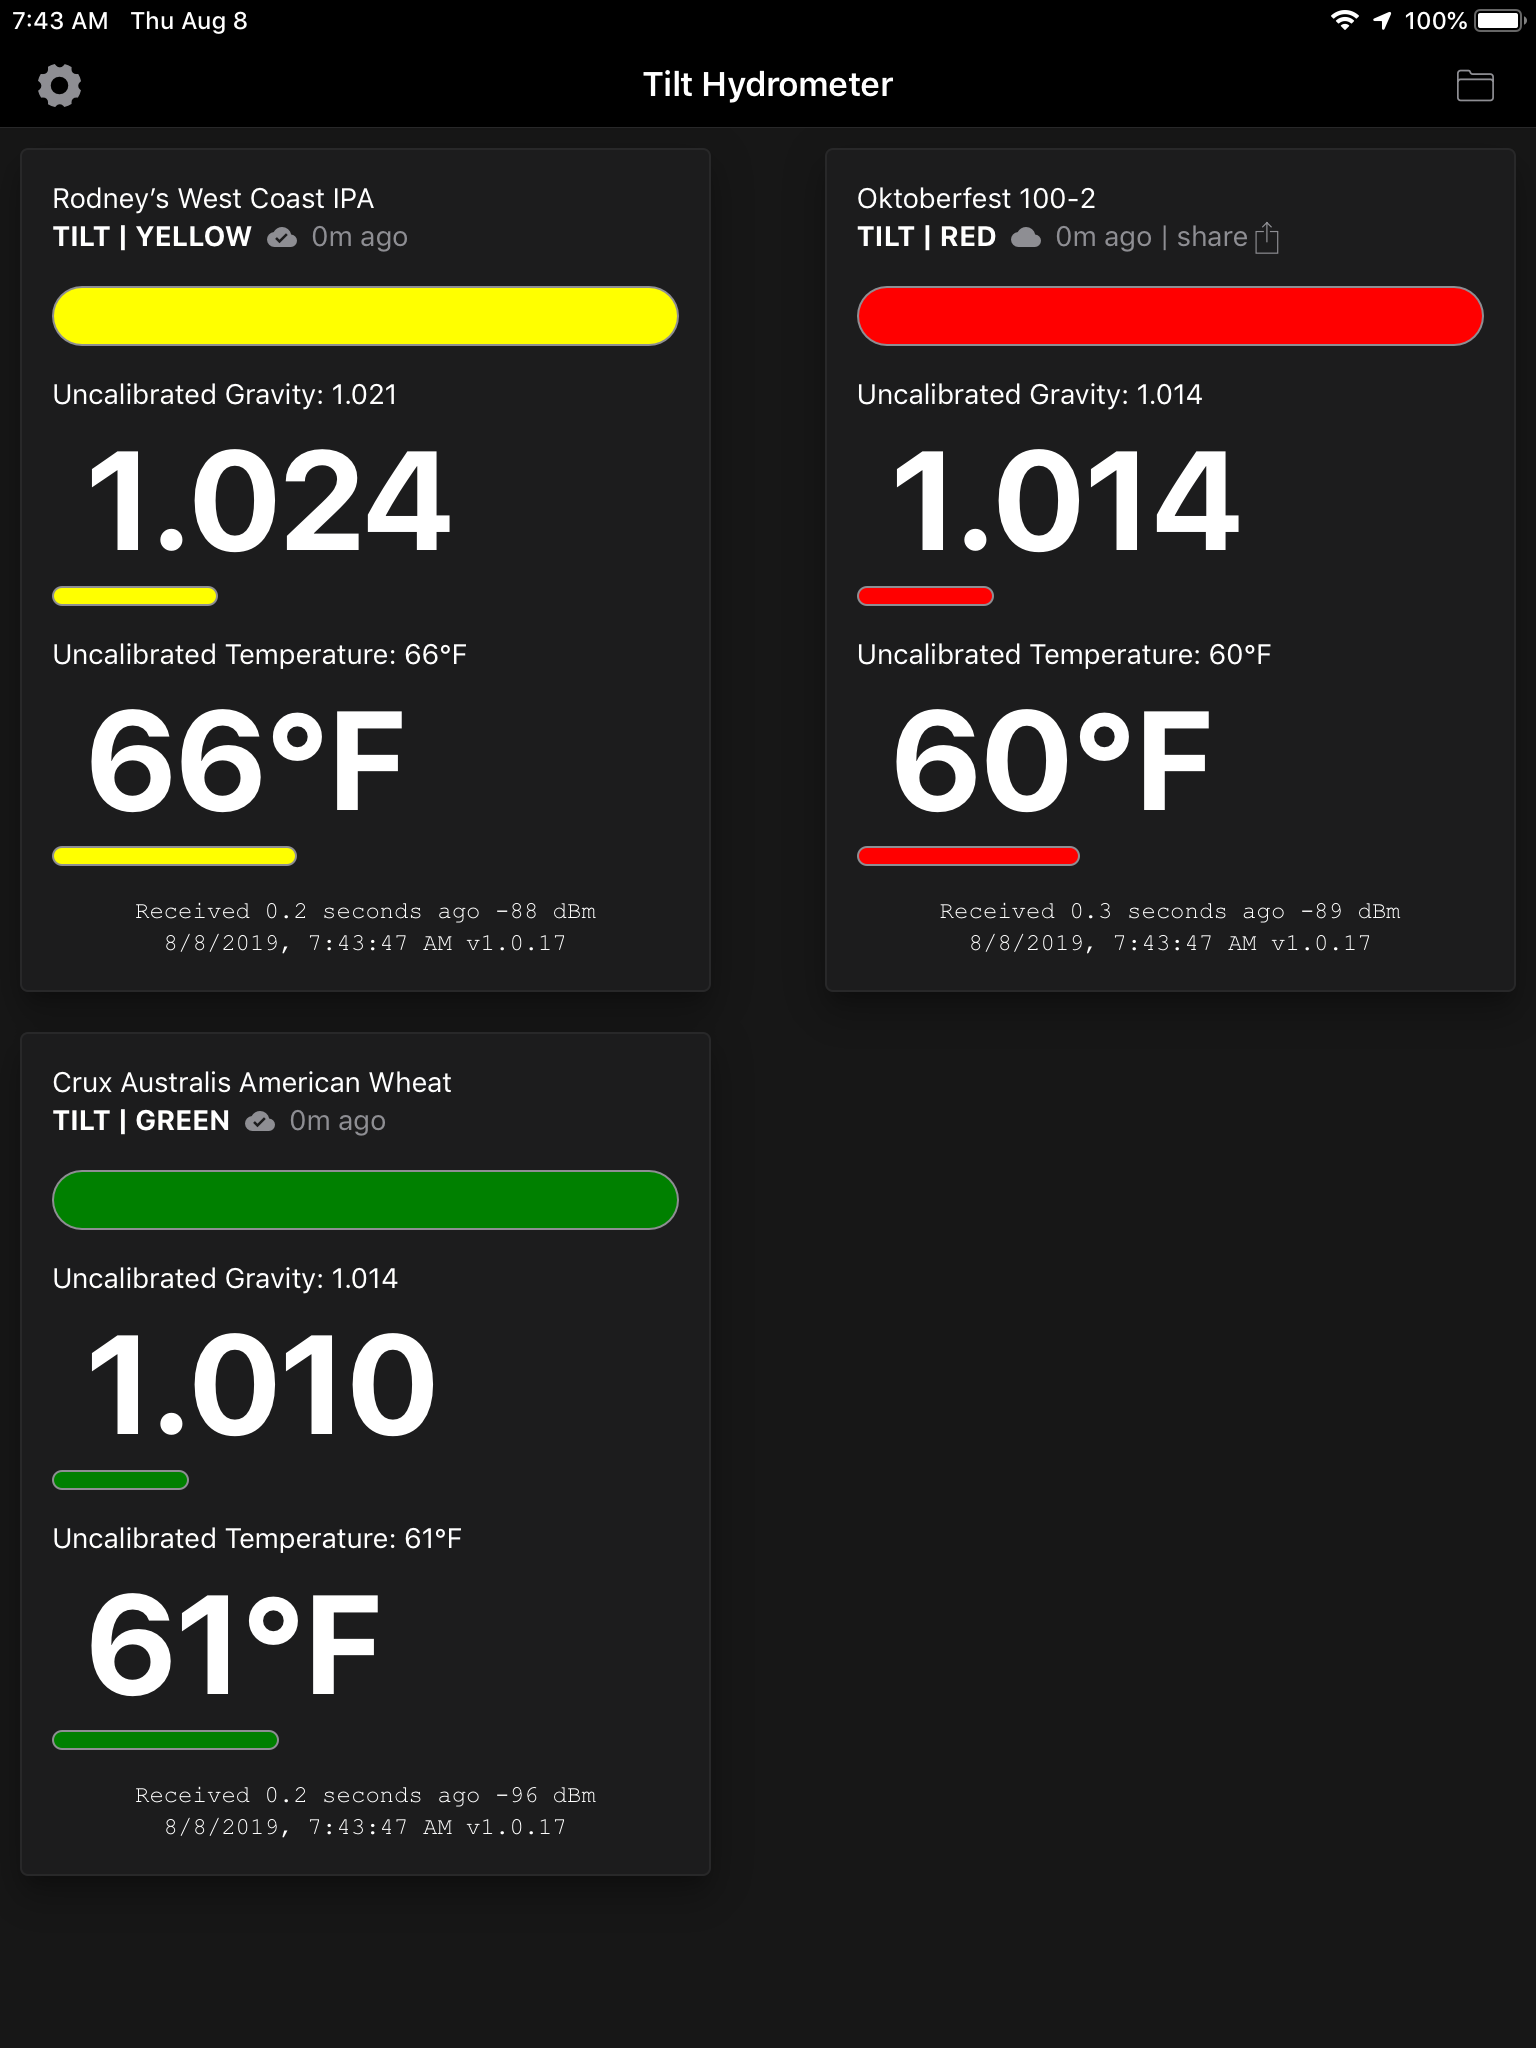 7:43 AM Thu Aug 8 100%
Tilt Hydrometer
Rodney’s West Coast IPA
TILT | YELLOW 0m ago
Uncalibrated Gravity: 1.021
1.024
Uncalibrated Temperature: 66°F
66°F
Received 0.2 seconds ago -88 dBm
8/8/2019, 7:43:47 AM v1.0.17
Oktoberfest 100-2
TILT | RED 0m ago | share
Uncalibrated Gravity: 1.014
1.014
Uncalibrated Temperature: 60°F
60°F
Received 0.3 seconds ago -89 dBm
8/8/2019, 7:43:47 AM v1.0.17
Crux Australis American Wheat
TILT | GREEN 0m ago
Uncalibrated Gravity: 1.014
1.010
Uncalibrated Temperature: 61°F
61°F
Received 0.2 seconds ago -96 dBm
8/8/2019, 7:43:47 AM v1.0.17